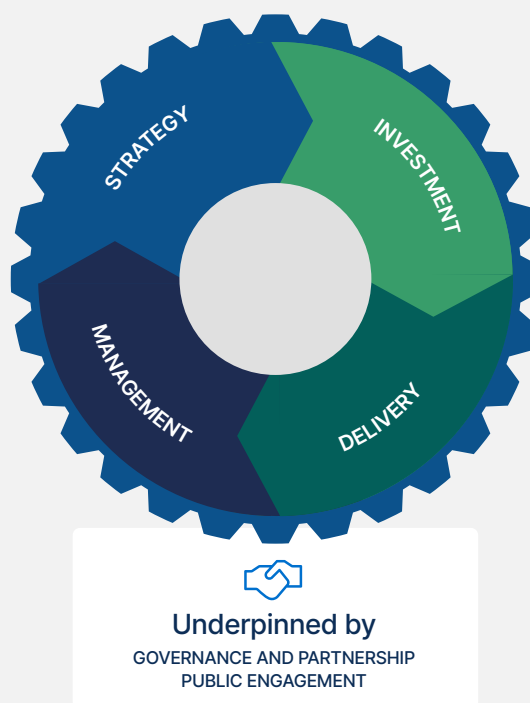 STRATEGY
INVESTMENT
DELIVERY
MANAGEMENT
Underpinned by
GOVERNANCE AND PARTNERSHIP
PUBLIC ENGAGEMENT